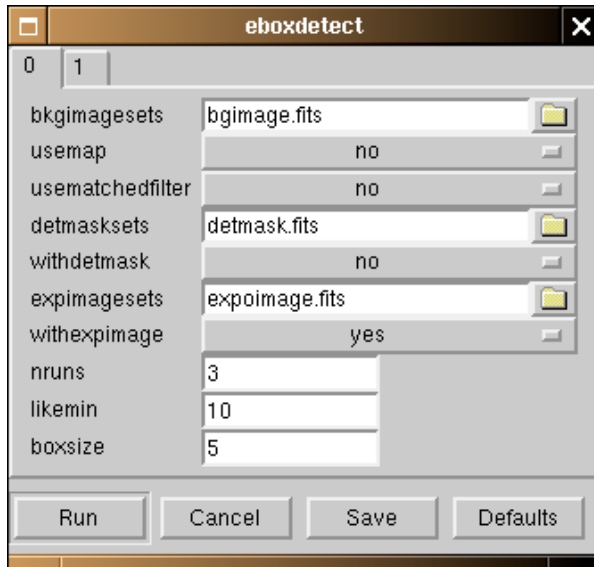 eboxdetect
0 1
bkgimagesets bgimage.fits
usemap no
usematchedfilter no
detmasksets detmask.fits
withdetmask no
expimagesets expoimage.fits
withexpimage yes
nruns 3
likemin 10
boxsize 5
Run Cancel Save Defaults